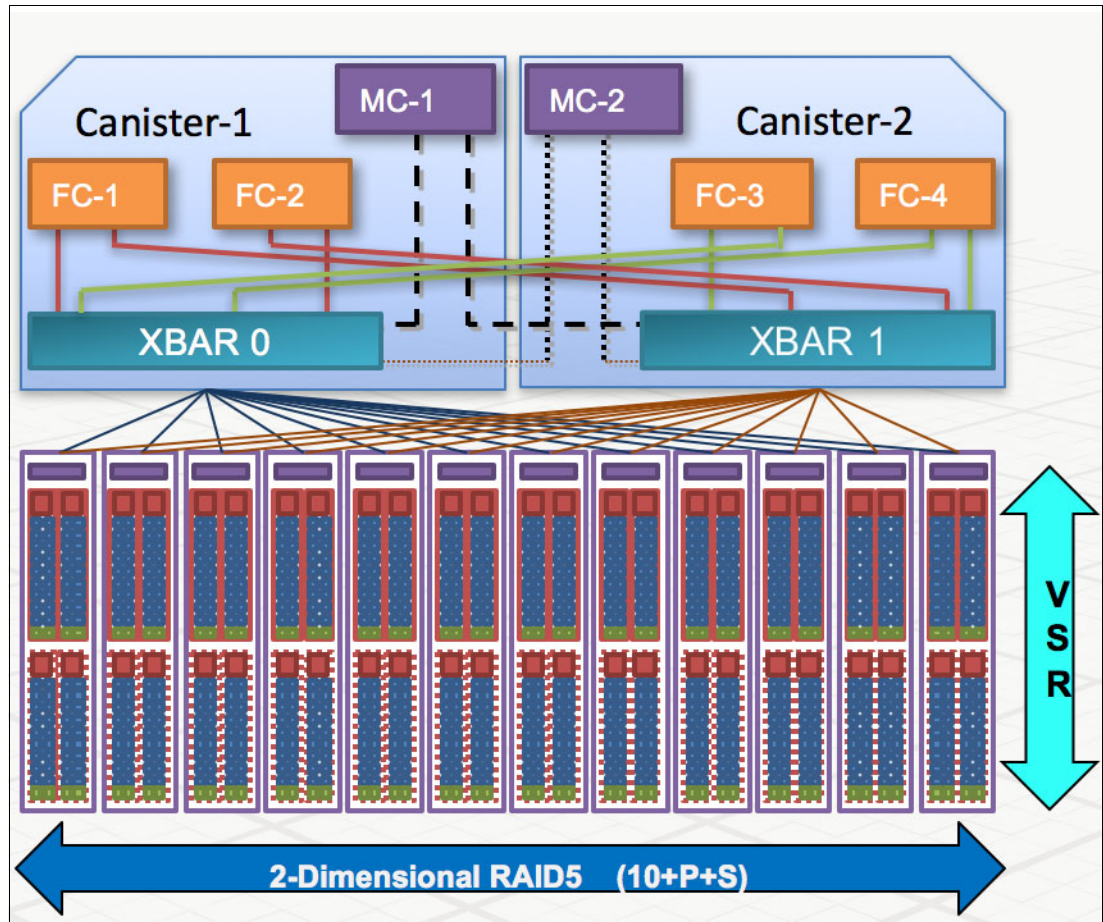 MC-1
MC-2
Canister-1
Canister-2
FC-1
FC-2
FC-3
FC-4
XBAR 0
XBAR 1
V
S
R
2-Dimensional RAID5 (10+P+S)